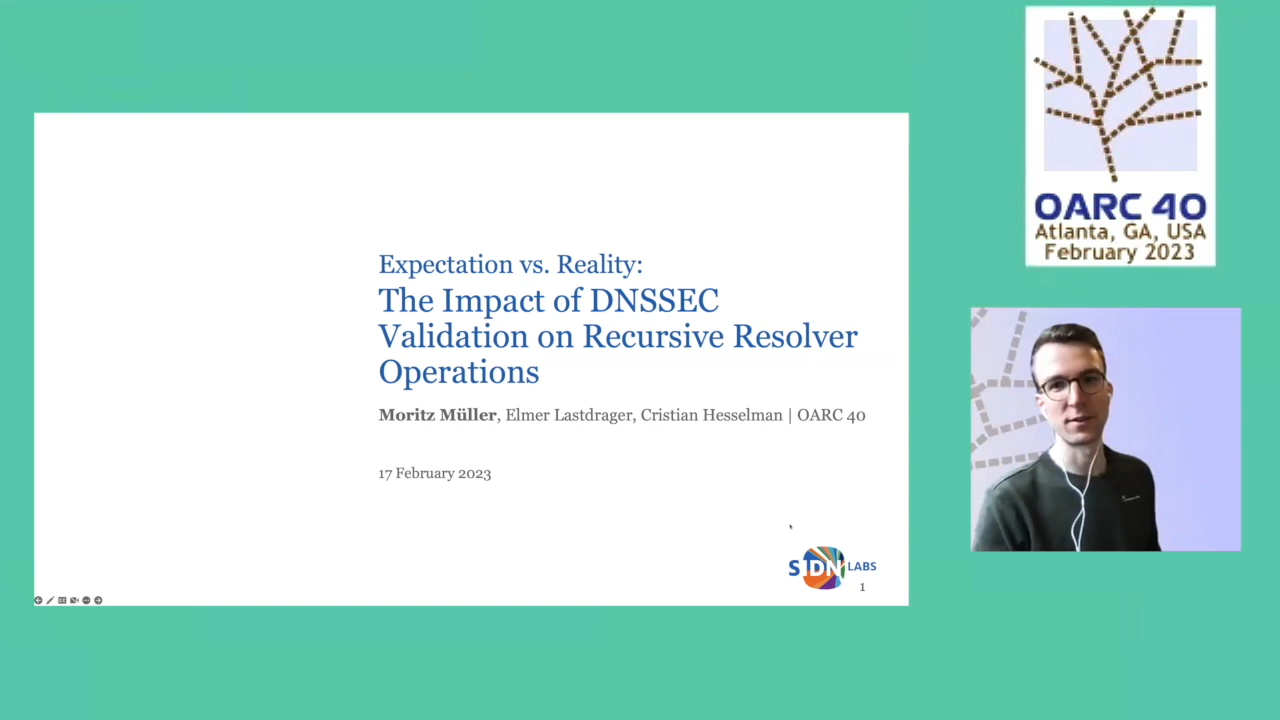 Expectation vs. Reality:
The Impact of DNSSEC
Validation on Recursive Resolver
Operations
Moritz Müller, Elmer Lastdrager, Cristian Hesselman | OARC 40
17 February 2023
SIDN LABS
1
OARC 40
Atlanta, GA, USA
February 2023